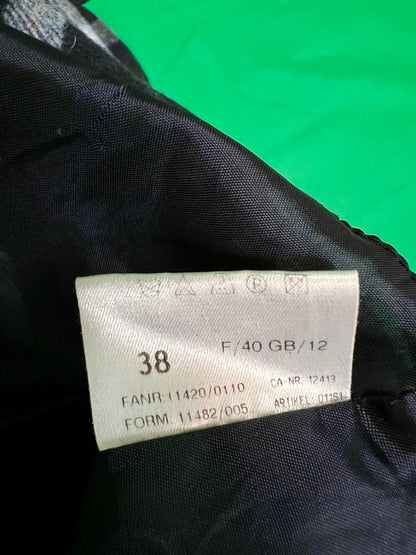 38 F/40 GB/12
FANR:11420/0110 CA-NR. 12413
FORM. 11482/005 ARTIKEL: 01161